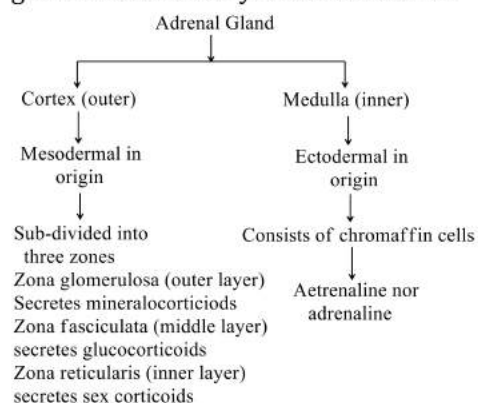 Adrenal Gland
Cortex (outer)
Mesodermal in
origin
Sub-divided into
three zones
Zona glomerulosa (outer layer)
Secretes mineralocorticiods
Zona fasciculata (middle layer)
secretes glucocorticoids
Zona reticularis (inner layer)
secretes sex corticoids
Medulla (inner)
Ectodermal in
origin
Consists of chromaffin cells
Aetrenaline nor
adrenaline